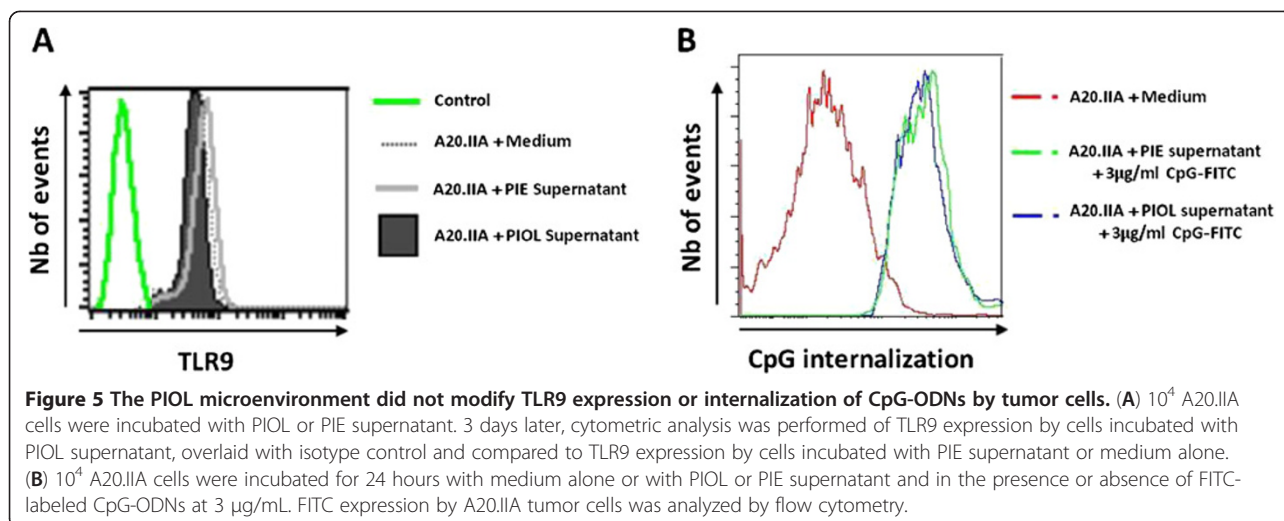 A
B
Nb of events
TLR9
Control
A20.IIA + Medium
A20.IIA + PIE Supernatant
A20.IIA + PIOL Supernatant
Nb of events
CpG internalization
A20.IIA + Medium
A20.IIA + PIE supernatant
+ 3µg/ml CpG-FITC
A20.IIA + PIOL supernatant
+ 3µg/ml CpG-FITC
Figure 5 The PIOL microenvironment did not modify TLR9 expression or internalization of CpG-ODNs by tumor cells. (A) 10⁴ A20.IIA
cells were incubated with PIOL or PIE supernatant. 3 days later, cytometric analysis was performed of TLR9 expression by cells incubated with
PIOL supernatant, overlaid with isotype control and compared to TLR9 expression by cells incubated with PIE supernatant or medium alone.
(B) 10⁴ A20.IIA cells were incubated for 24 hours with medium alone or with PIOL or PIE supernatant and in the presence or absence of FITC-
labeled CpG-ODNs at 3 μg/mL. FITC expression by A20.IIA tumor cells was analyzed by flow cytometry.